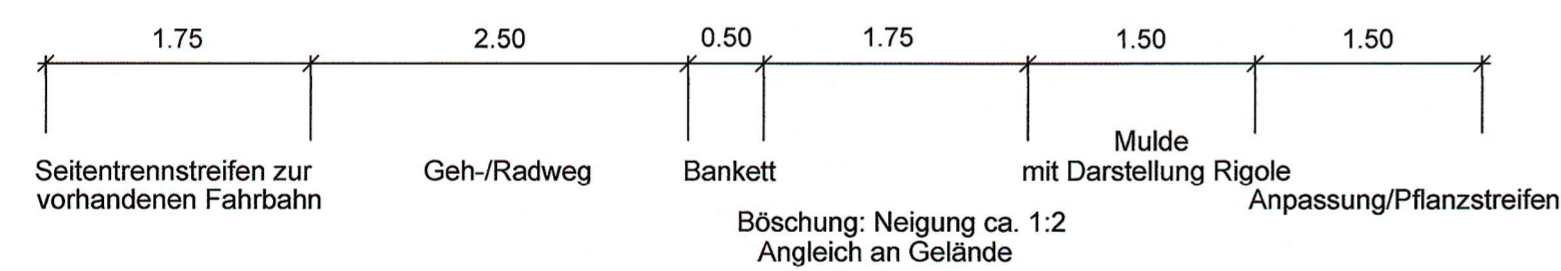 1.75 2.50 0.50 1.75 1.50 1.50
Seitentrennstreifen zur
vorhandenen Fahrbahn
Geh-/Radweg
Bankett
Böschung: Neigung ca. 1:2
Angleich an Gelände
Mulde
mit Darstellung Rigole
Anpassung/Pflanzstreifen